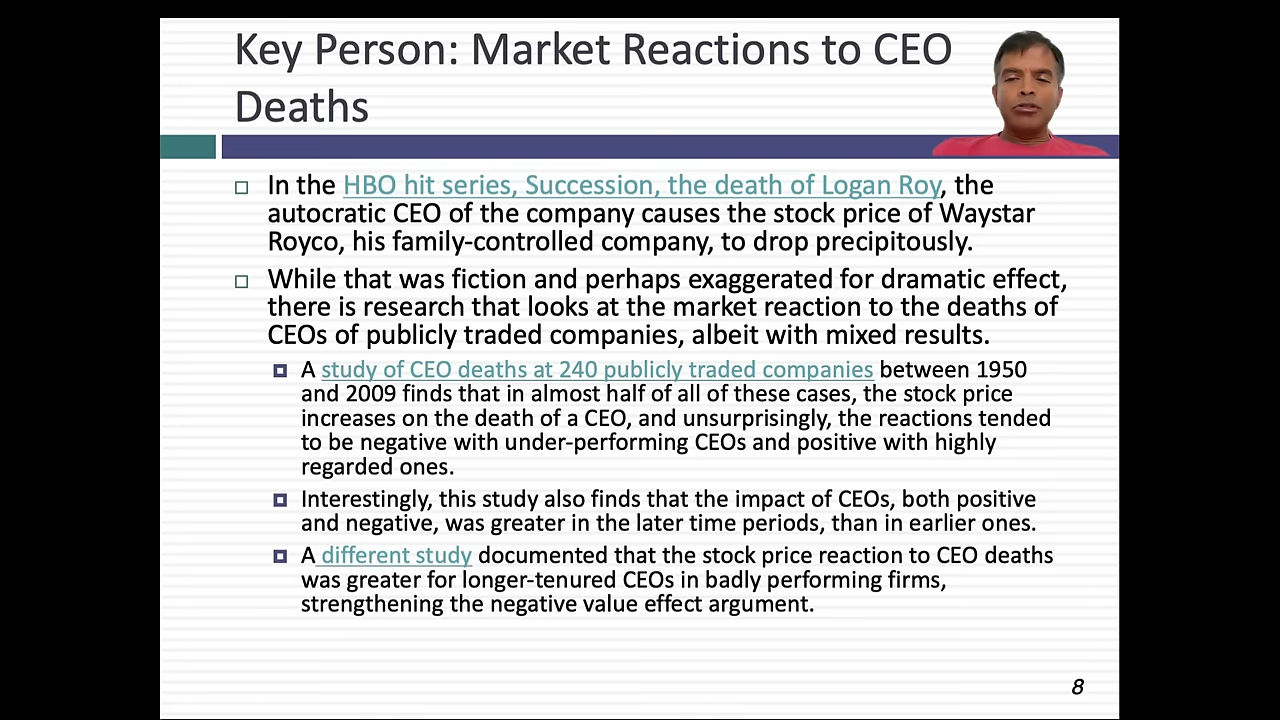 Key Person: Market Reactions to CEO
Deaths
In the HBO hit series, Succession, the death of Logan Roy, the
autocratic CEO of the company causes the stock price of Waystar
Royco, his family-controlled company, to drop precipitously.
While that was fiction and perhaps exaggerated for dramatic effect,
there is research that looks at the market reaction to the deaths of
CEOs of publicly traded companies, albeit with mixed results.
A study of CEO deaths at 240 publicly traded companies between 1950
and 2009 finds that in almost half of all of these cases, the stock price
increases on the death of a CEO, and unsurprisingly, the reactions tended
to be negative with under-performing CEOs and positive with highly
regarded ones.
Interestingly, this study also finds that the impact of CEOs, both positive
and negative, was greater in the later time periods, than in earlier ones.
A different study documented that the stock price reaction to CEO deaths
was greater for longer-tenured CEOs in badly performing firms,
strengthening the negative value effect argument.
8